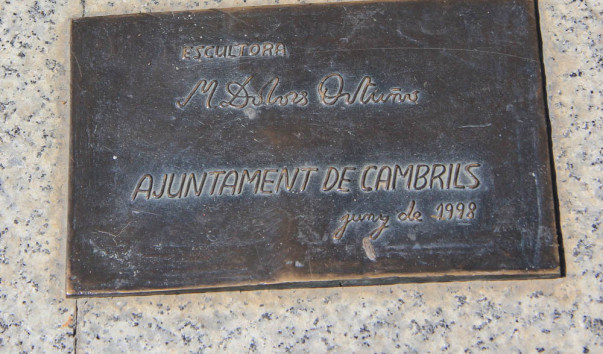 ESCULTORA
M Dolores Ortuño
AJUNTAMENT DE CAMBRILS
juny de 1998